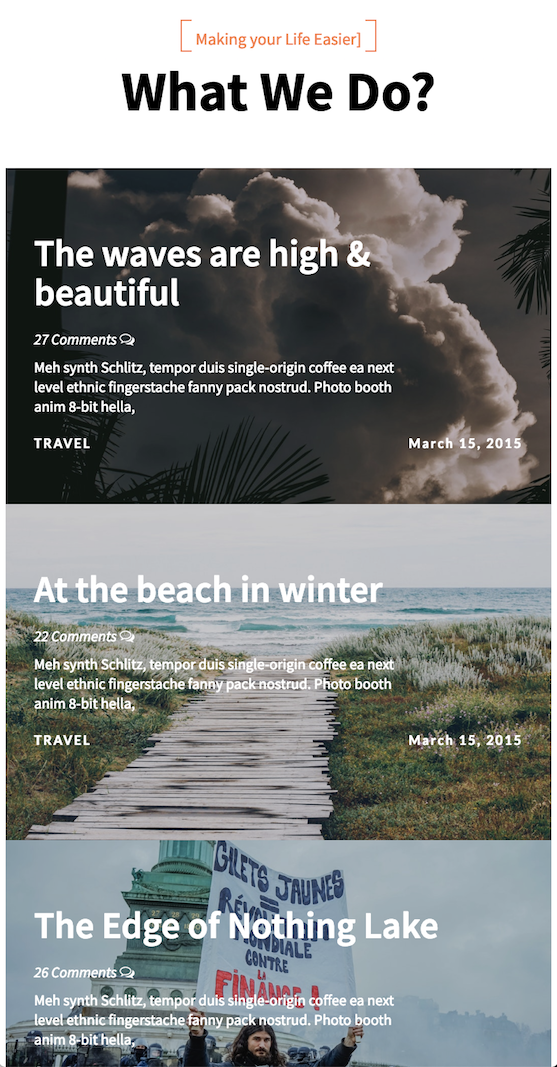 Making your Life Easier]
What We Do?
The waves are high &
beautiful
27 Comments
Meh synth Schlitz, tempor duis single-origin coffee ea next
level ethnic fingerstache fanny pack nostrud. Photo booth
anim 8-bit hella,
TRAVEL March 15, 2015
At the beach in winter
22 Comments
Meh synth Schlitz, tempor duis single-origin coffee ea next
level ethnic fingerstache fanny pack nostrud. Photo booth
anim 8-bit hella,
TRAVEL March 15, 2015
GILETS JAUNES
=
The Edge of Nothing Lake
MONDIALE
CONTRE
LA
FINANCE !
26 Comments
Meh synth Schlitz, tempor duis single-origin coffee ea next
level ethnic fingerstache fanny pack nostrud. Photo booth
anim 8-bit hella,